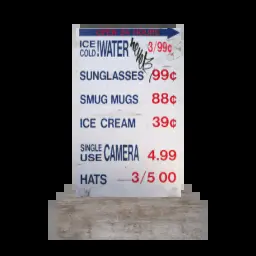 ICE COLD! WATER 3/99¢
SUNGLASSES 99¢
SMUG MUGS 88¢
ICE CREAM 39¢
SINGLE USE CAMERA 4.99
HATS 3/5 00